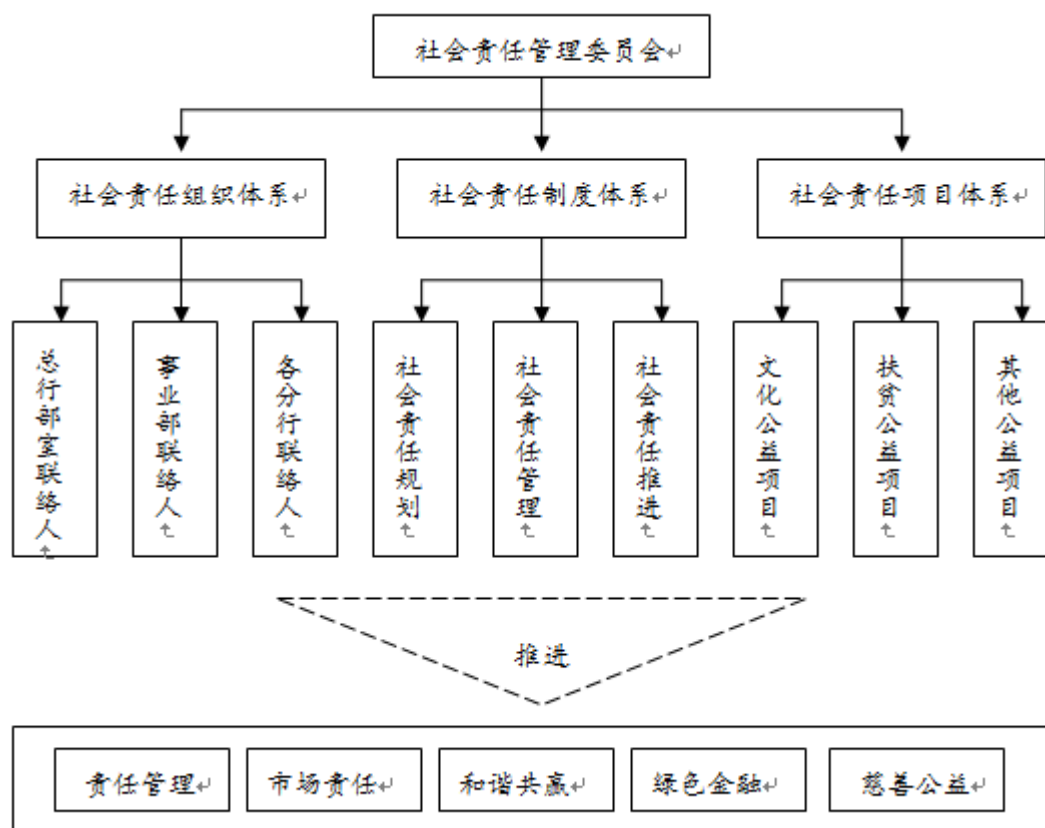 社会责任管理委员会
社会责任组织体系
社会责任制度体系
社会责任项目体系
总行部室联络人
事业部联络人
各分行联络人
社会责任规划
社会责任管理
社会责任推进
文化公益项目
扶贫公益项目
其他公益项目
推进
责任管理
市场责任
和谐共赢
绿色金融
慈善公益